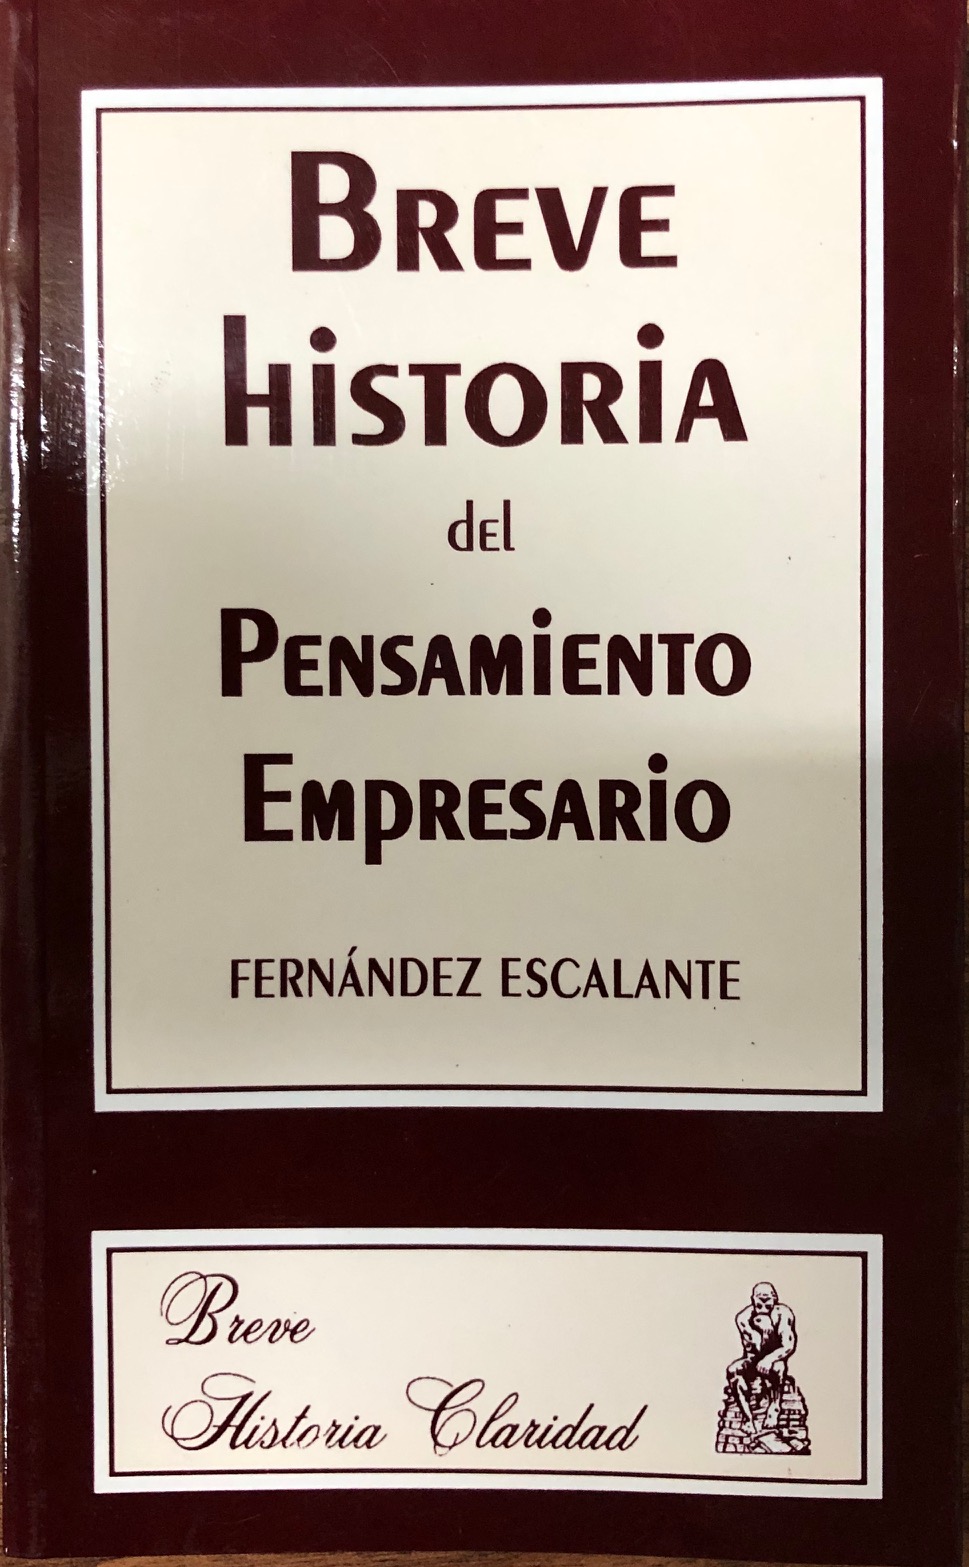 BREVE
HISTORIA
del
PENSAMIENTO
EMPRESARIO
FERNÁNDEZ ESCALANTE
Breve
Historia Claridad